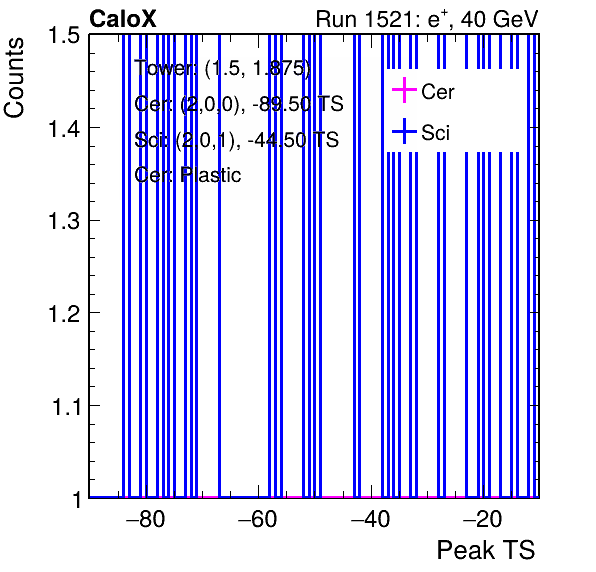 CaloX Run 1521: e⁺, 40 GeV
Counts
1.5
1.4
1.3
1.2
1.1
1
Tower: (1.5, 1.875)
Cer: (2,0,0), -89.50 TS
Sci: (2,0,1), -44.50 TS
Cer: Plastic
Cer
Sci
−80 −60 −40 −20
Peak TS